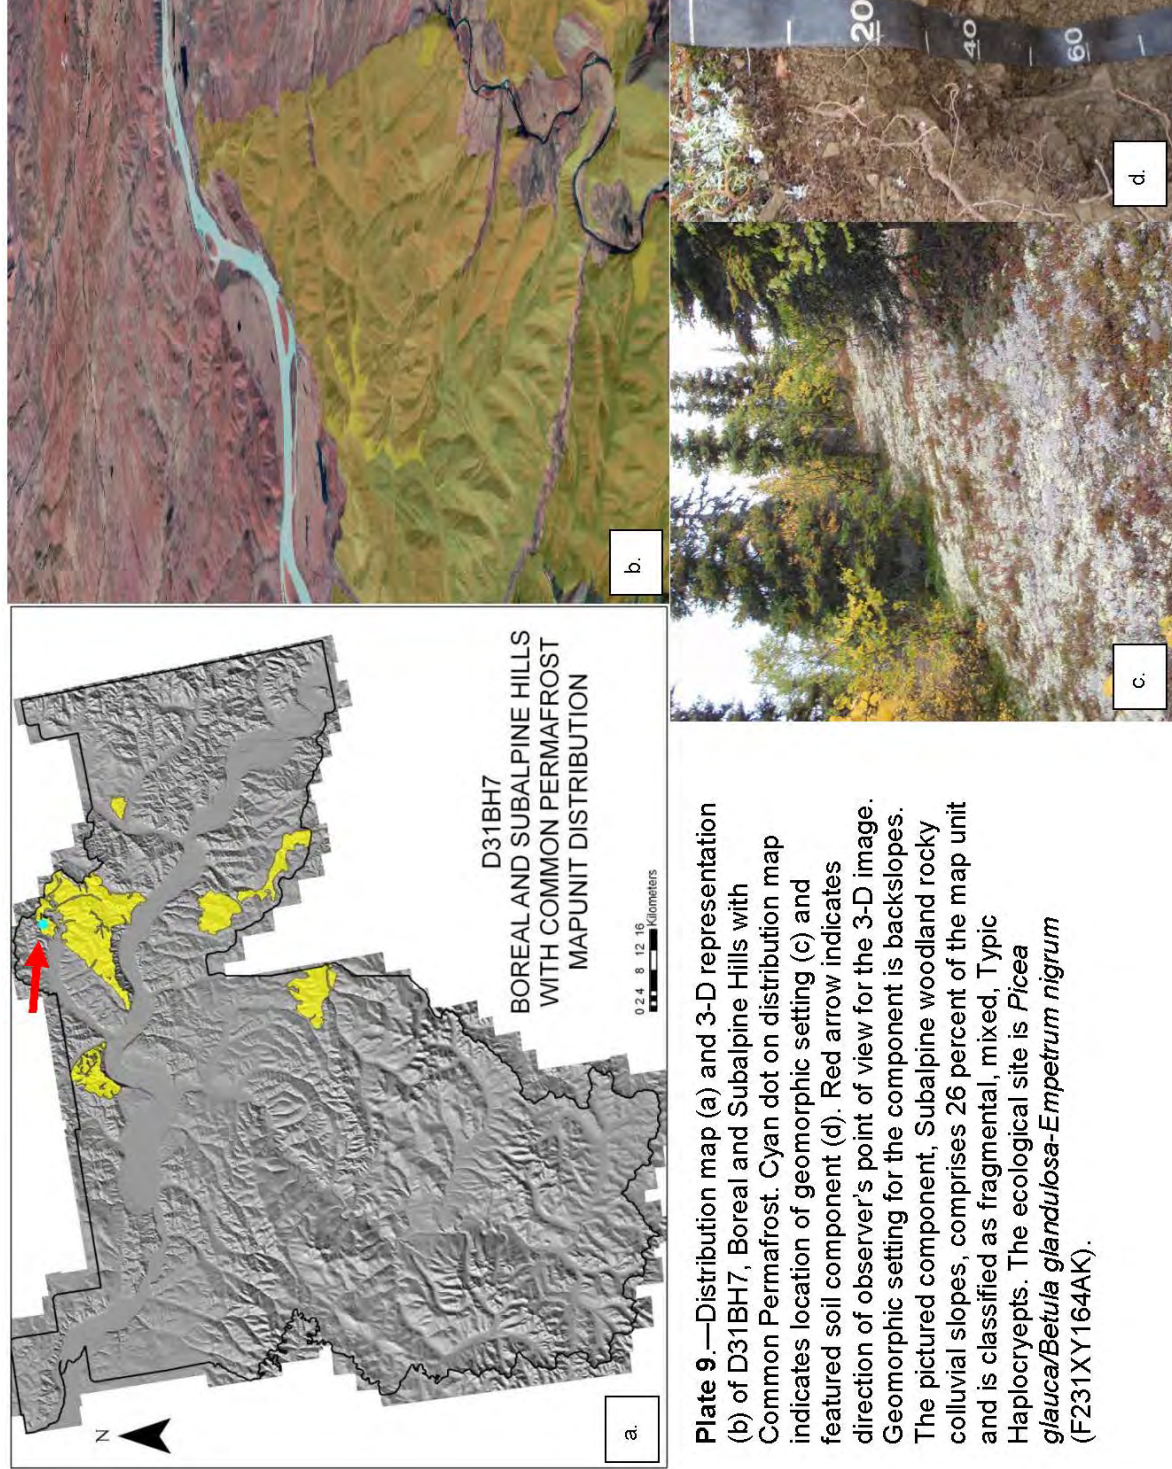 N
a.
D31BH7
BOREAL AND SUBALPINE HILLS
WITH COMMON PERMAFROST
MAPUNIT DISTRIBUTION
0 2 4 8 12 16
Kilometers
b.
Plate 9.—Distribution map (a) and 3-D representation
(b) of D31BH7, Boreal and Subalpine Hills with
Common Permafrost. Cyan dot on distribution map
indicates location of geomorphic setting (c) and
featured soil component (d). Red arrow indicates
direction of observer's point of view for the 3-D image.
Geomorphic setting for the component is backslopes.
The pictured component, Subalpine woodland rocky
colluvial slopes, comprises 26 percent of the map unit
and is classified as fragmental, mixed, Typic
Haplocryepts. The ecological site is Picea
glauca/Betula glandulosa-Empetrum nigrum
(F231XY164AK).
c.
20
40
60
d.